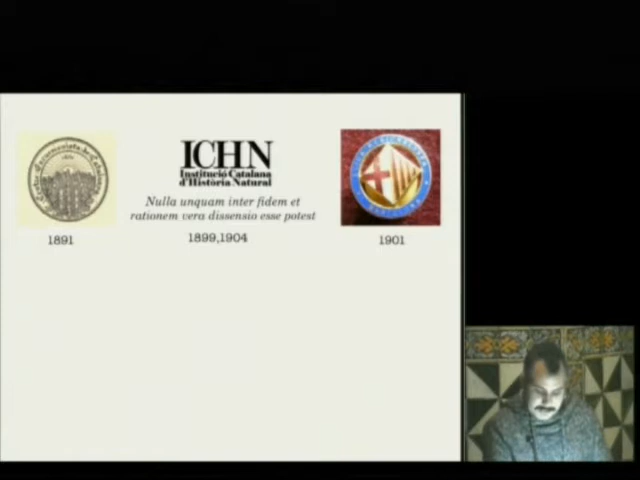 ICHN
Institució Catalana
d'Història Natural
Nulla unquam inter fidem et
rationem vera dissensio esse potest
1891
1899,1904
1901